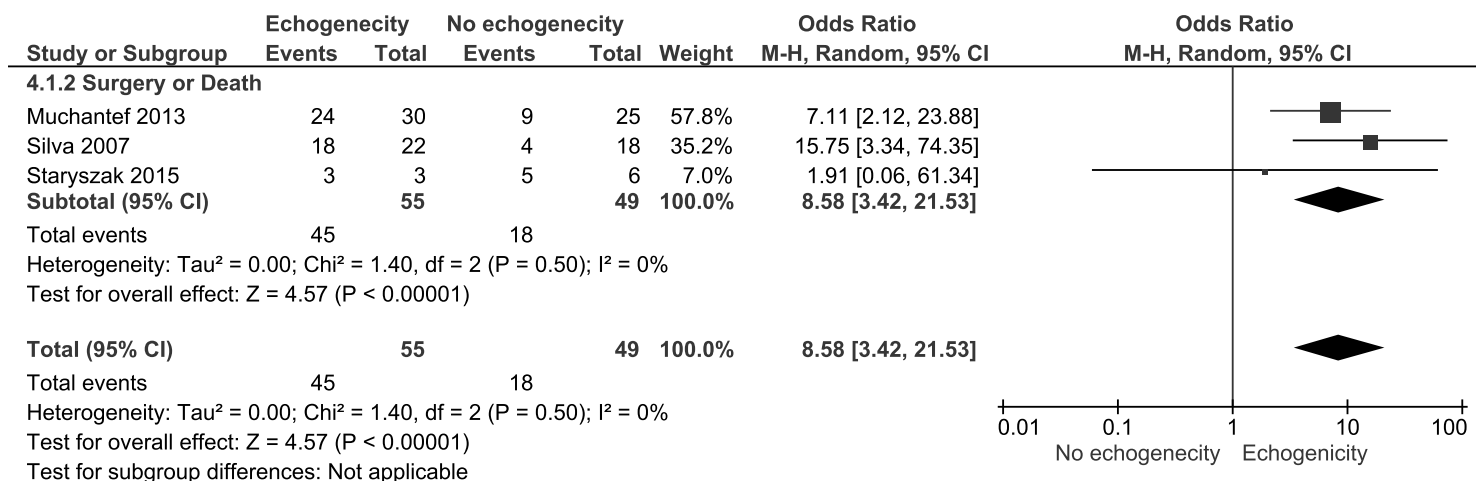 Echogenecity No echogenecity Odds Ratio Odds Ratio
Study or Subgroup Events Total Events Total Weight M-H, Random, 95% CI M-H, Random, 95% CI
4.1.2 Surgery or Death
Muchantef 2013 24 30 9 25 57.8% 7.11 [2.12, 23.88]
Silva 2007 18 22 4 18 35.2% 15.75 [3.34, 74.35]
Staryszak 2015 3 3 5 6 7.0% 1.91 [0.06, 61.34]
Subtotal (95% CI) 55 49 100.0% 8.58 [3.42, 21.53]
Total events 45 18
Heterogeneity: Tau² = 0.00; Chi² = 1.40, df = 2 (P = 0.50); I² = 0%
Test for overall effect: Z = 4.57 (P < 0.00001)
Total (95% CI) 55 49 100.0% 8.58 [3.42, 21.53]
Total events 45 18
Heterogeneity: Tau² = 0.00; Chi² = 1.40, df = 2 (P = 0.50); I² = 0%
Test for overall effect: Z = 4.57 (P < 0.00001)
Test for subgroup differences: Not applicable
0.01 0.1 1 10 100
No echogenecity Echogenicity